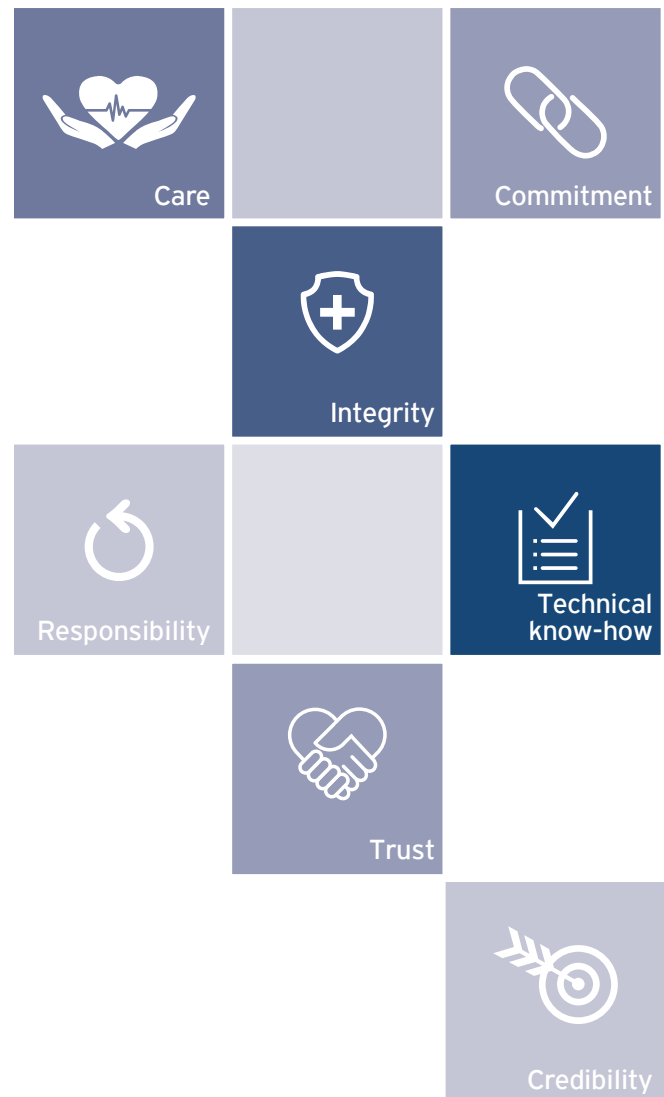 Care
Commitment
Integrity
Responsibility
Technical
know-how
Trust
Credibility